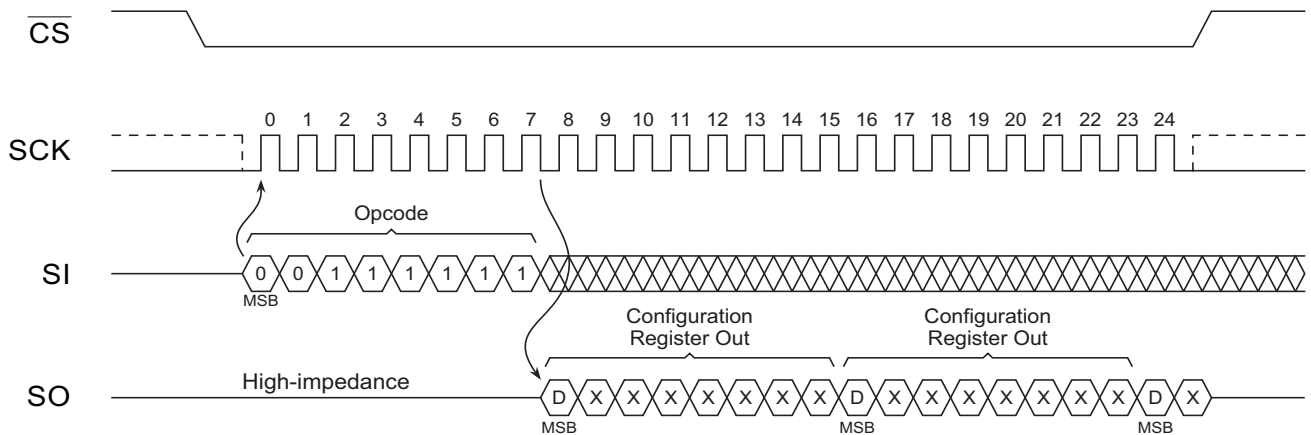 CS
0 1 2 3 4 5 6 7 8 9 10 11 12 13 14 15 16 17 18 19 20 21 22 23 24
SCK
Opcode
SI
0 0 1 1 1 1 1 1
MSB
Configuration
Register Out
Configuration
Register Out
High-impedance
SO
D X X X X X X X D X X X X X X X D X
MSB MSB MSB